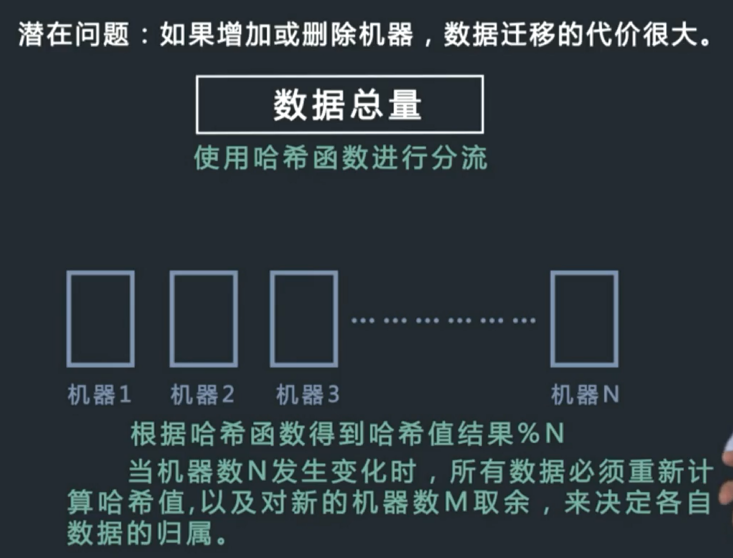 潜在问题：如果增加或删除机器，数据迁移的代价很大。
数据总量
使用哈希函数进行分流
机器1 机器2 机器3 ……………… 机器N
根据哈希函数得到哈希值结果%N
当机器数N发生变化时，所有数据必须重新计
算哈希值,以及对新的机器数M取余，来决定各自
数据的归属。